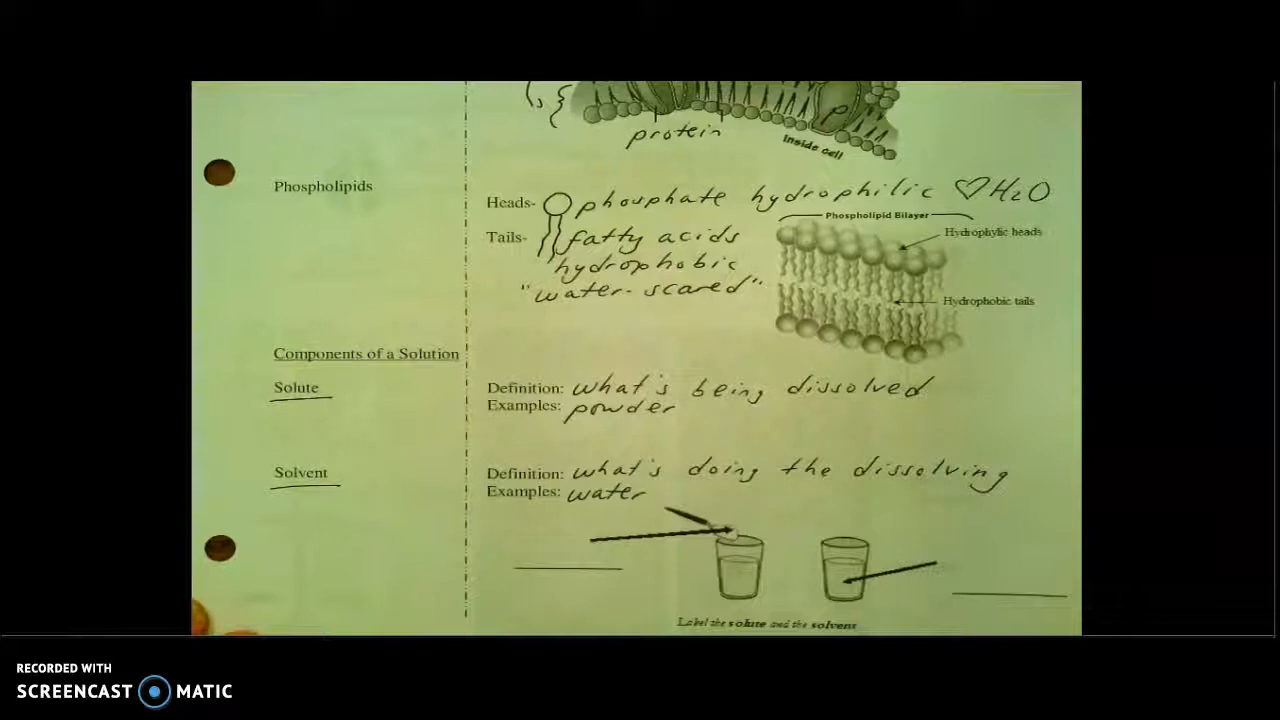 protein
P
Inside cell
Phospholipids
Heads- phosphate hydrophilic ♡ H2O
Phospholipid Bilayer
Hydrophylic heads
Tails- fatty acids
hydrophobic
"water-scared"
Hydrophobic tails
Components of a Solution
Solute
Definition: what's being dissolved
Examples: powder
Solvent
Definition: what's doing the dissolving
Examples: water
Label the solute and the solvent
RECORDED WITH
SCREENCAST MATIC